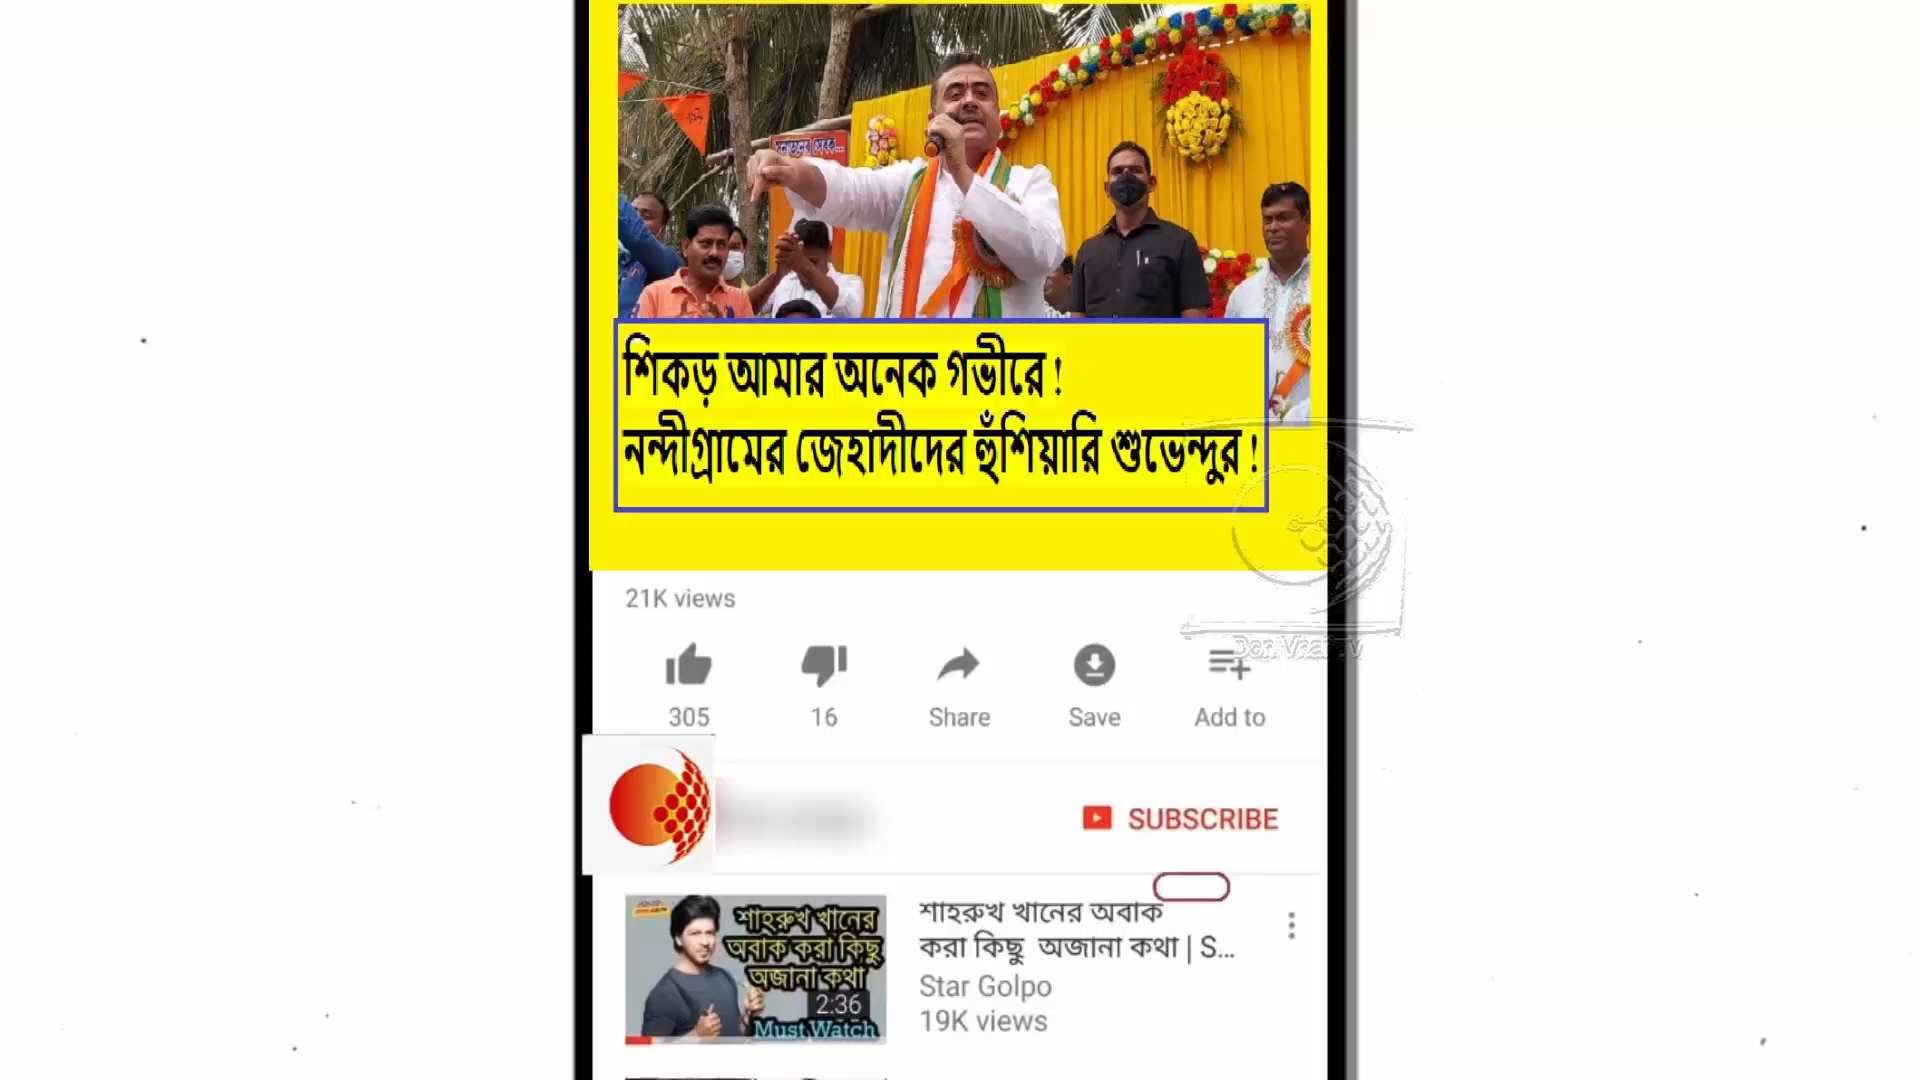 শিকড় আমার অনেক গভীরে !
নন্দীগ্রামের জেহাদীদের হুঁশিয়ারি শুভেন্দুর !
21K views
305
16
Share
Save
Add to
SUBSCRIBE
শাহরুখ খানের
অবাক করা কিছু
অজানা কথা
2:36
Must Watch
শাহরুখ খানের অবাক
করা কিছু অজানা কথা | S...
Star Golpo
19K views